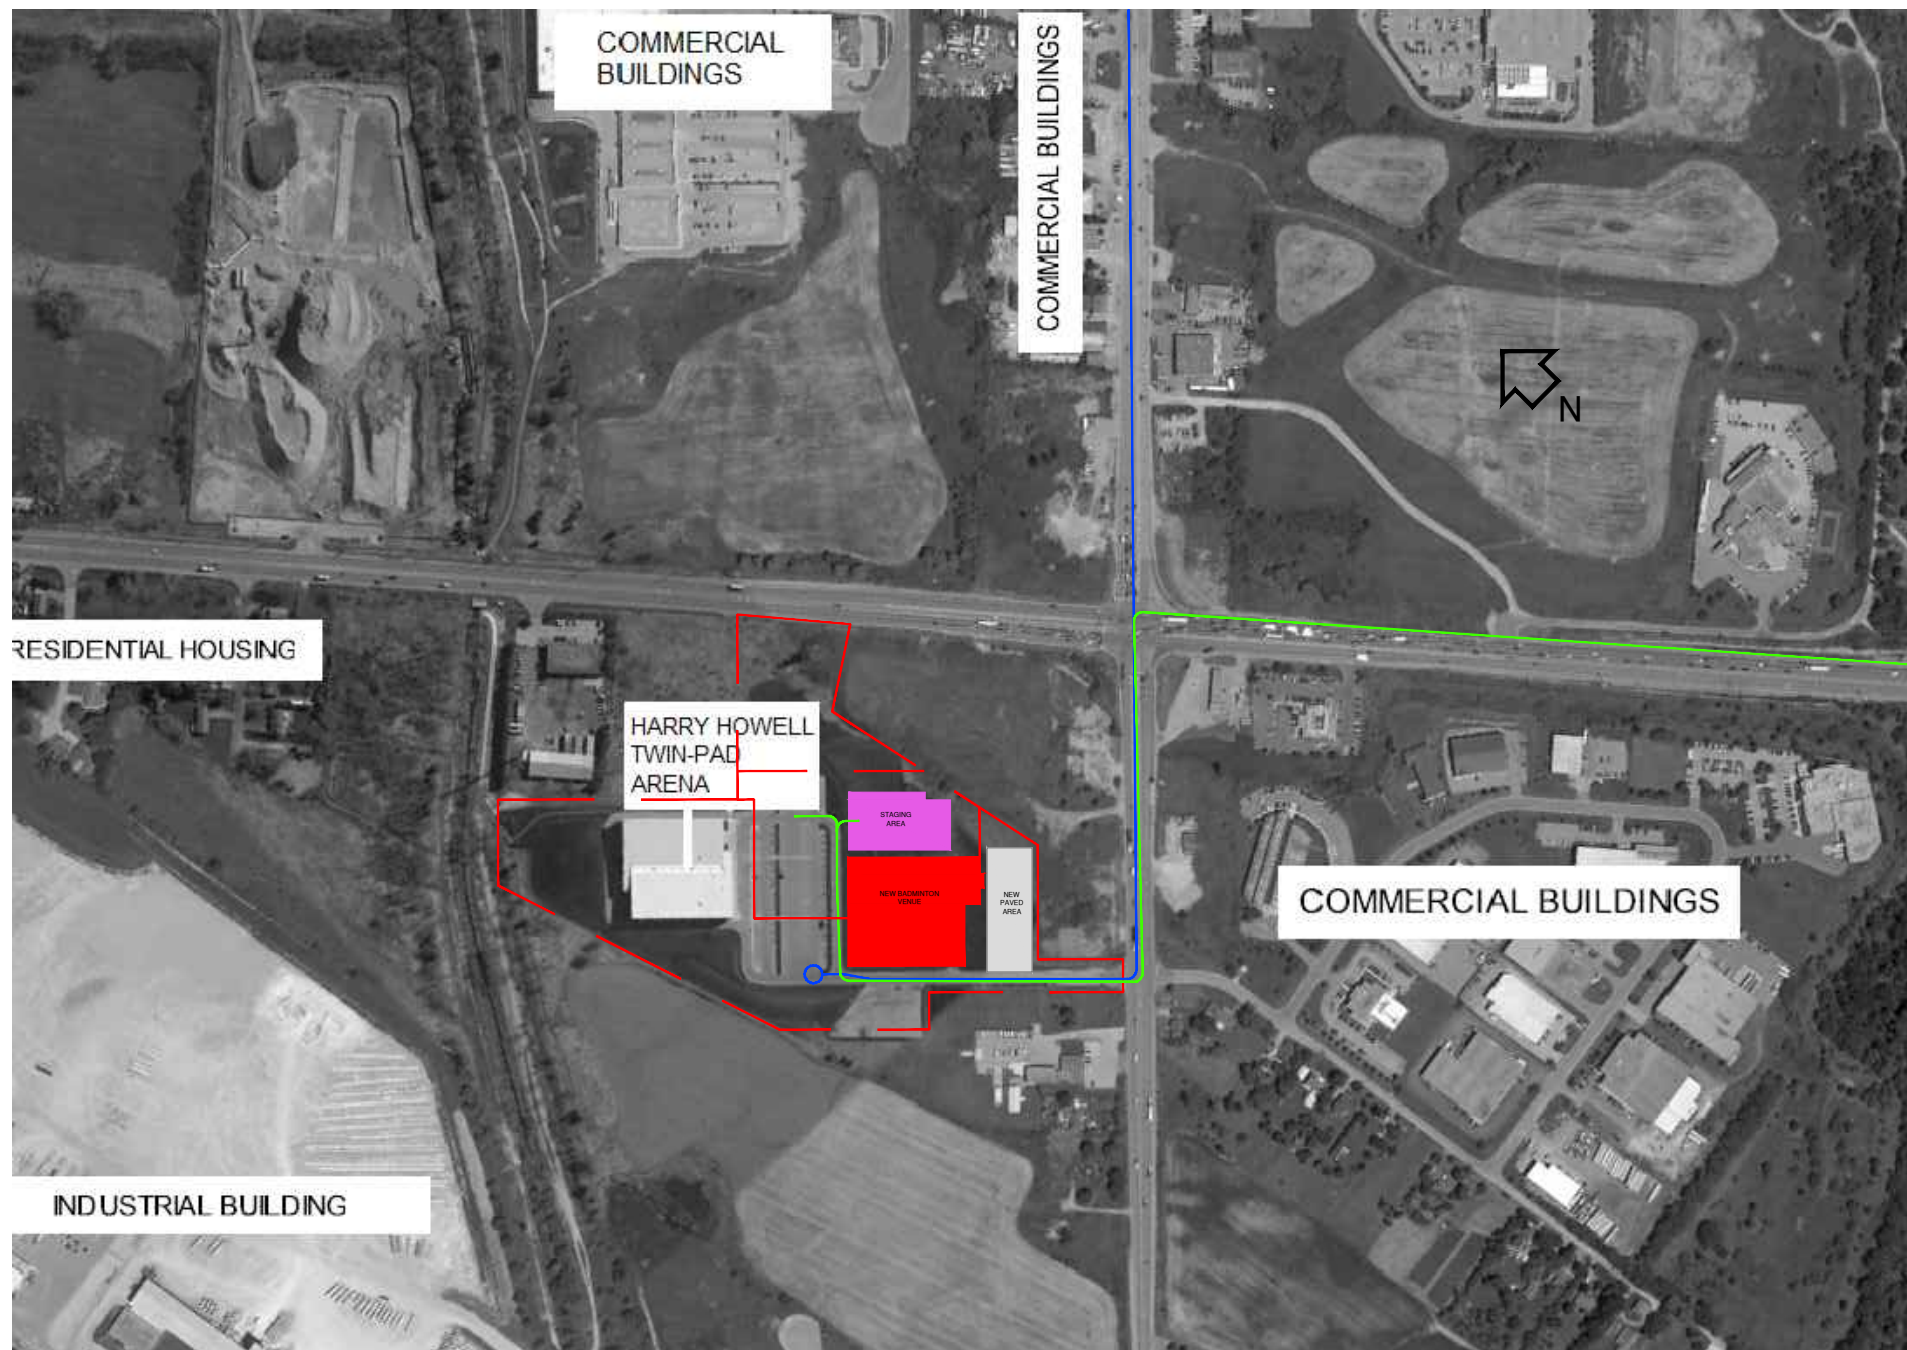 COMMERCIAL
BUILDINGS
COMMERCIAL BUILDINGS
N
RESIDENTIAL HOUSING
HARRY HOWELL
TWIN-PAD
ARENA
STAGING
AREA
NEW BADMINTON
VENUE
NEW
PAVED
AREA
COMMERCIAL BUILDINGS
INDUSTRIAL BUILDING